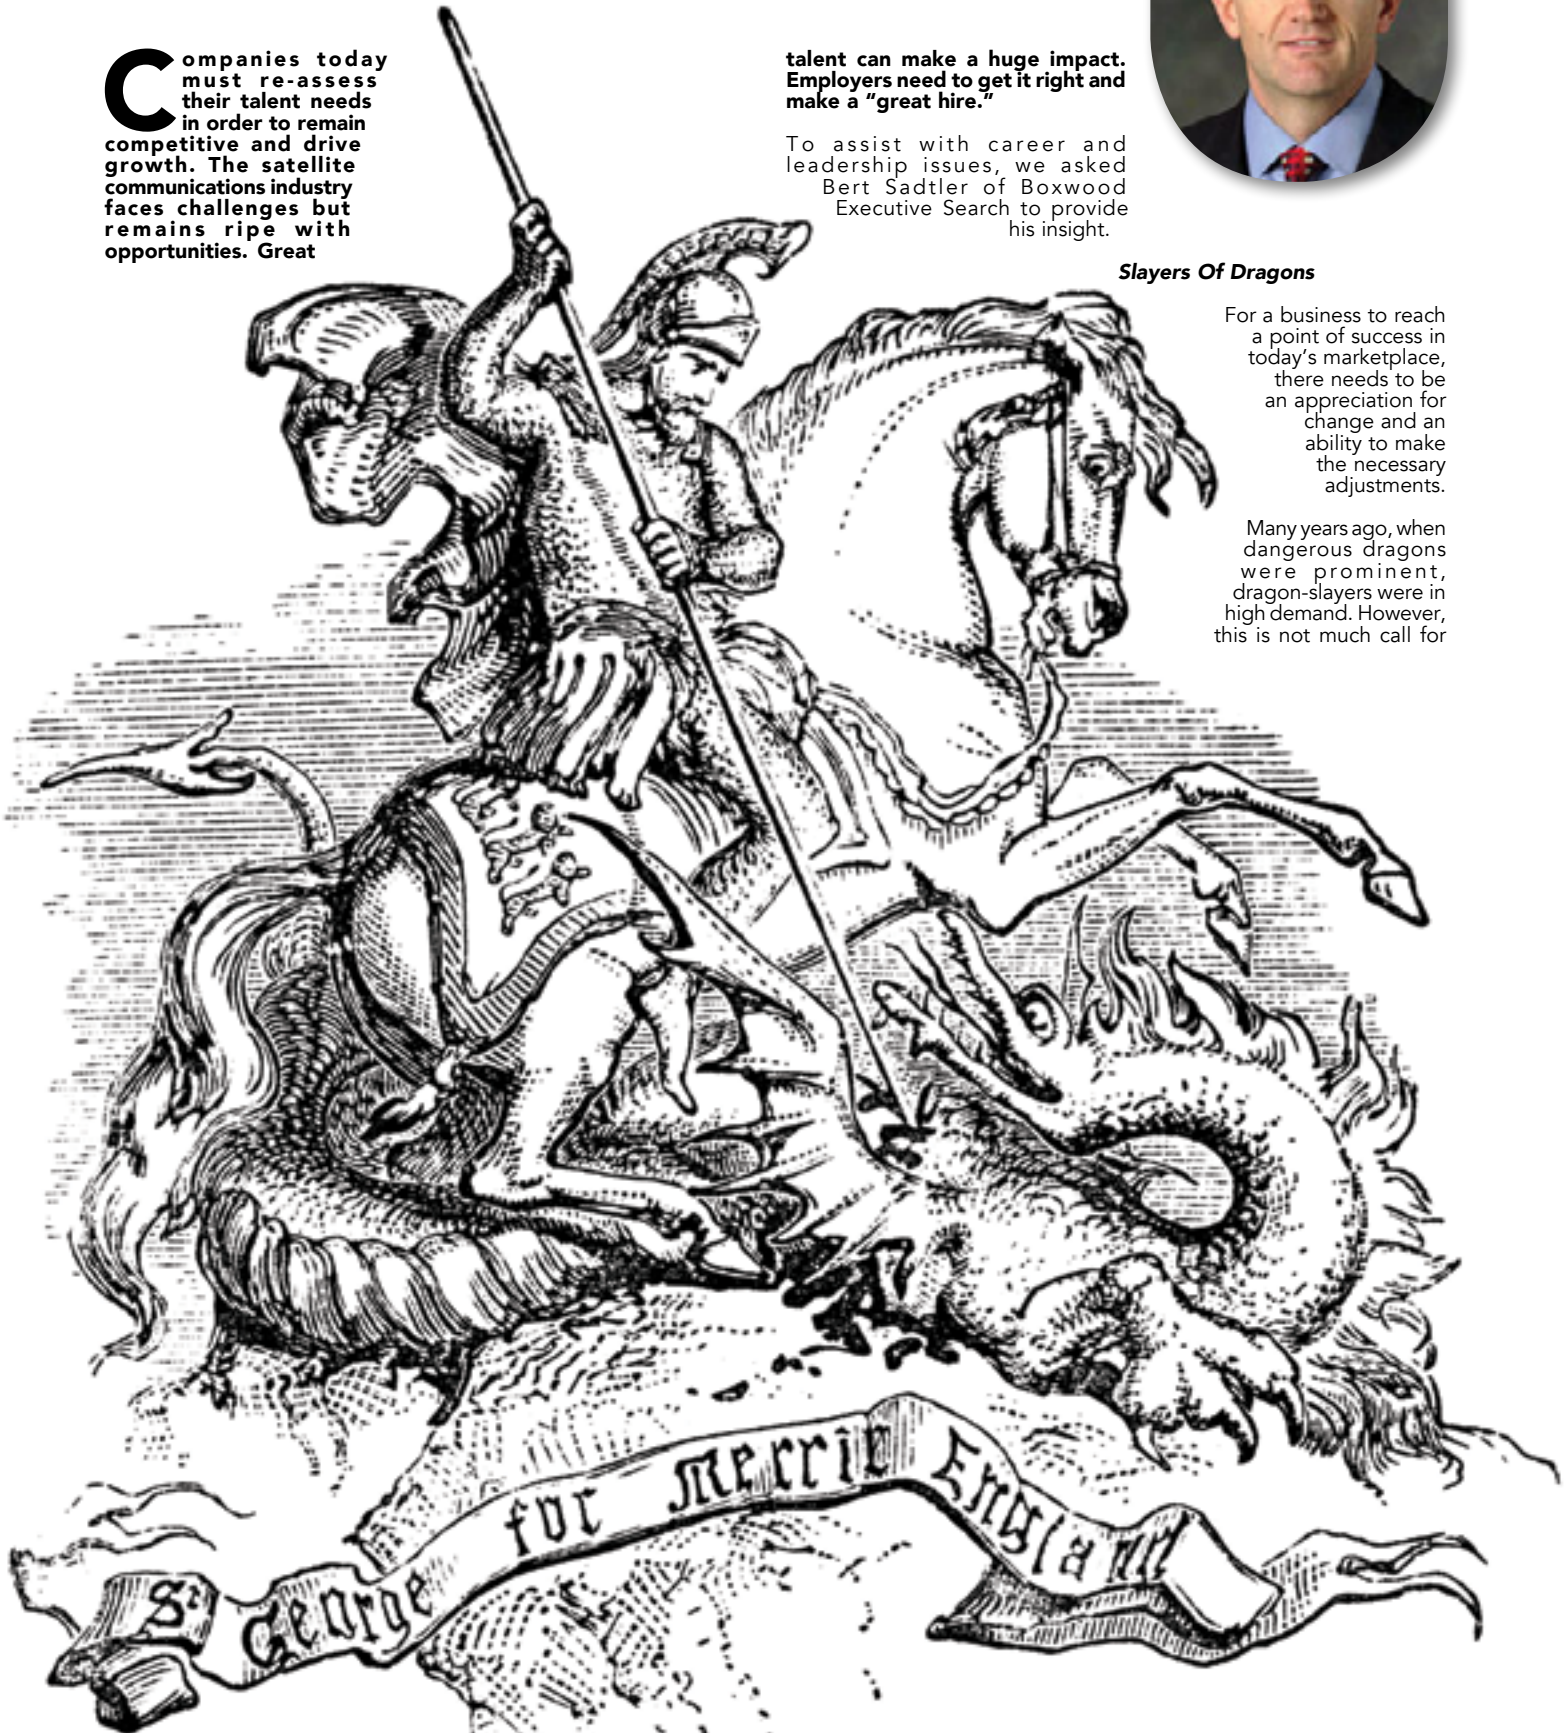 Companies today
must re-assess
their talent needs
in order to remain
competitive and drive
growth. The satellite
communications industry
faces challenges but
remains ripe with
opportunities. Great
talent can make a huge impact.
Employers need to get it right and
make a “great hire.”
To assist with career and
leadership issues, we asked
Bert Sadtler of Boxwood
Executive Search to provide
his insight.
Slayers Of Dragons
For a business to reach
a point of success in
today’s marketplace,
there needs to be
an appreciation for
change and an
ability to make
the necessary
adjustments.
Many years ago, when
dangerous dragons
were prominent,
dragon-slayers were in
high demand. However,
this is not much call for
St George for Merrie England